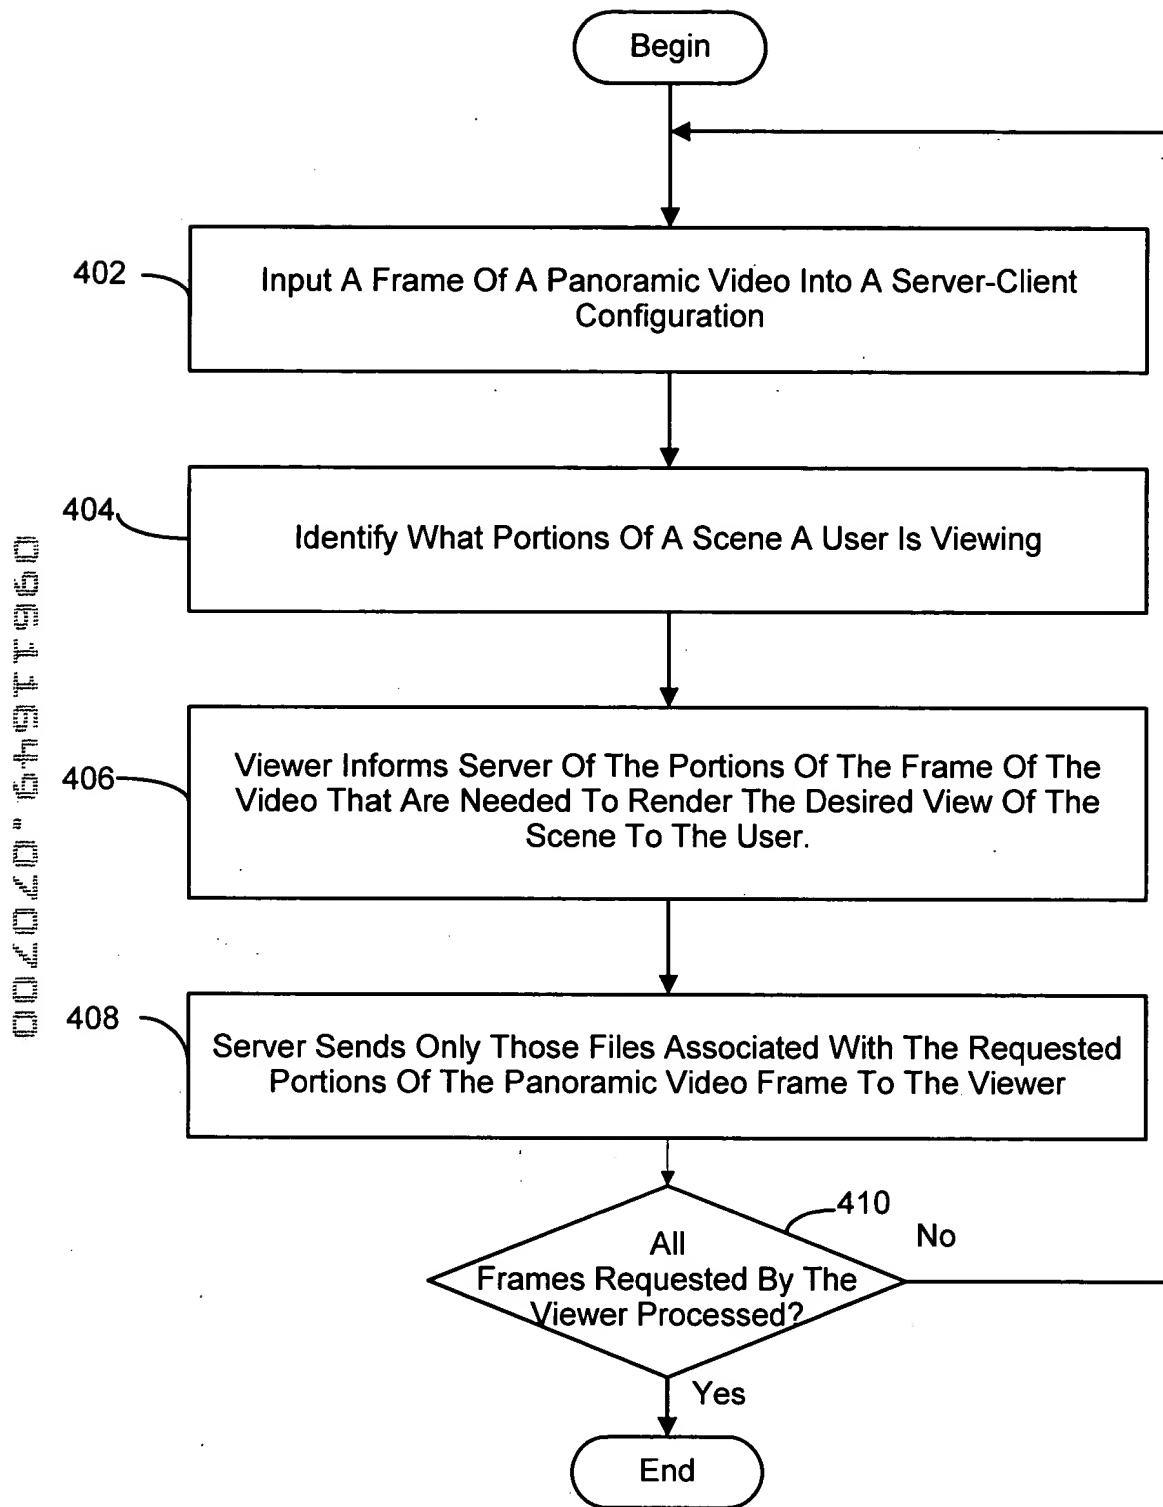 Begin
402
Input A Frame Of A Panoramic Video Into A Server-Client
Configuration
404
Identify What Portions Of A Scene A User Is Viewing
406
Viewer Informs Server Of The Portions Of The Frame Of The
Video That Are Needed To Render The Desired View Of The
Scene To The User.
408
Server Sends Only Those Files Associated With The Requested
Portions Of The Panoramic Video Frame To The Viewer
410
No
All
Frames Requested By The
Viewer Processed?
Yes
End
09611649.070700